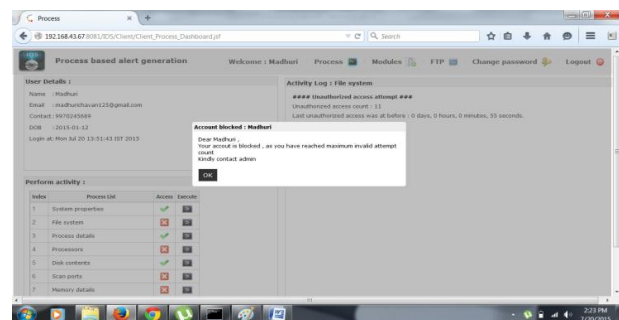 Process
192.168.43.67:8081/IDS/Client/Client_Process_Dashboard.jsf
Search
Process based alert generation
Welcome : Madhuri
Process
Modules
FTP
Change password
Logout
User Details :
Name : Madhuri
Email : madhurichavan123@gmail.com
Contact : 9970245689
DOB : 2015-01-12
Login at: Mon Jul 20 13:51:43 IST 2015
Activity Log : File system
#### Unauthorized access attempt ###
Unauthorized access count : 11
Last unauthorized access was at before : 0 days, 0 hours, 0 minutes, 55 seconds.
Account blocked : Madhuri
Dear Madhuri ,
Your accout is blocked , as you have reached maximum invalid attempt
count
Kindly contact admin
OK
Perform activity :
Index Process List Access Execute
1 System properties
2 File system
3 Process details
4 Processors
5 Disk contents
6 Scan ports
7 Memory details
2:23 PM
7/20/2015